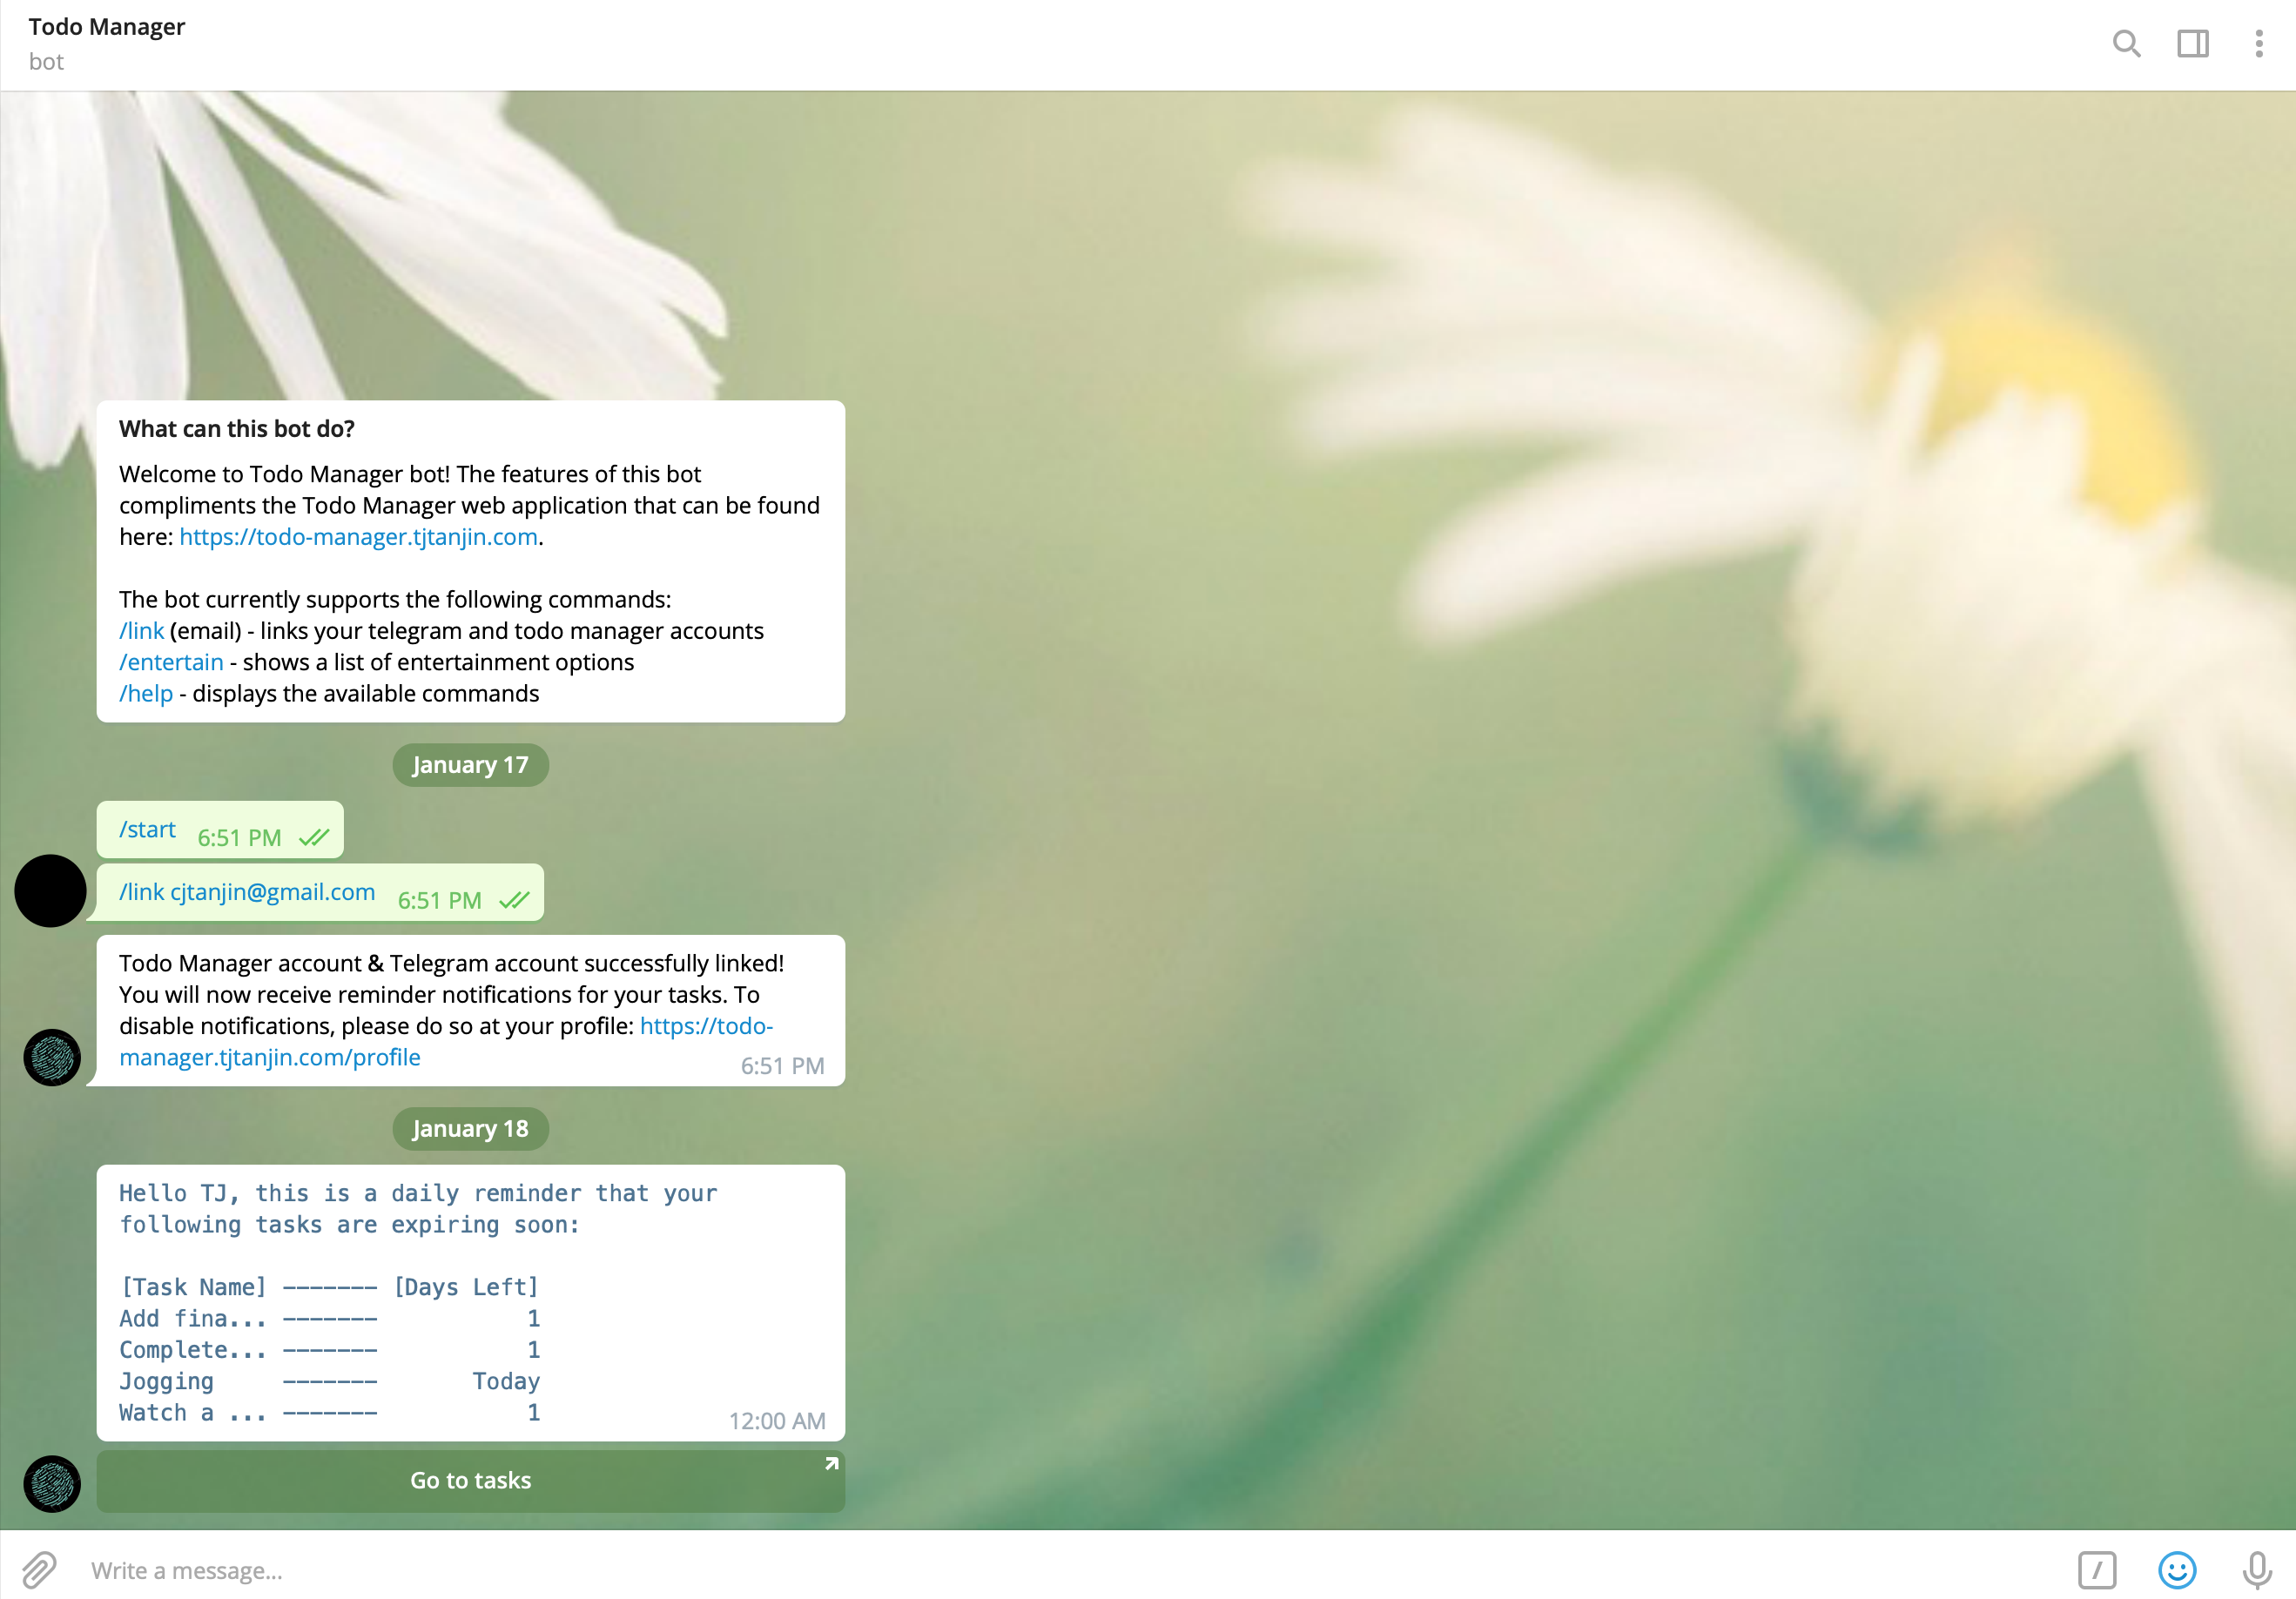 Todo Manager
bot
What can this bot do?
Welcome to Todo Manager bot! The features of this bot
compliments the Todo Manager web application that can be found
here: https://todo-manager.tjtanjin.com.
The bot currently supports the following commands:
/link (email) - links your telegram and todo manager accounts
/entertain - shows a list of entertainment options
/help - displays the available commands
January 17
/start 6:51 PM
/link cjtanjin@gmail.com 6:51 PM
Todo Manager account & Telegram account successfully linked!
You will now receive reminder notifications for your tasks. To
disable notifications, please do so at your profile: https://todo-
manager.tjtanjin.com/profile 6:51 PM
January 18
Hello TJ, this is a daily reminder that your
following tasks are expiring soon:
[Task Name] ------- [Days Left]
Add fina... ------- 1
Complete... ------- 1
Jogging ------- Today
Watch a ... ------- 1
12:00 AM
Go to tasks
Write a message...